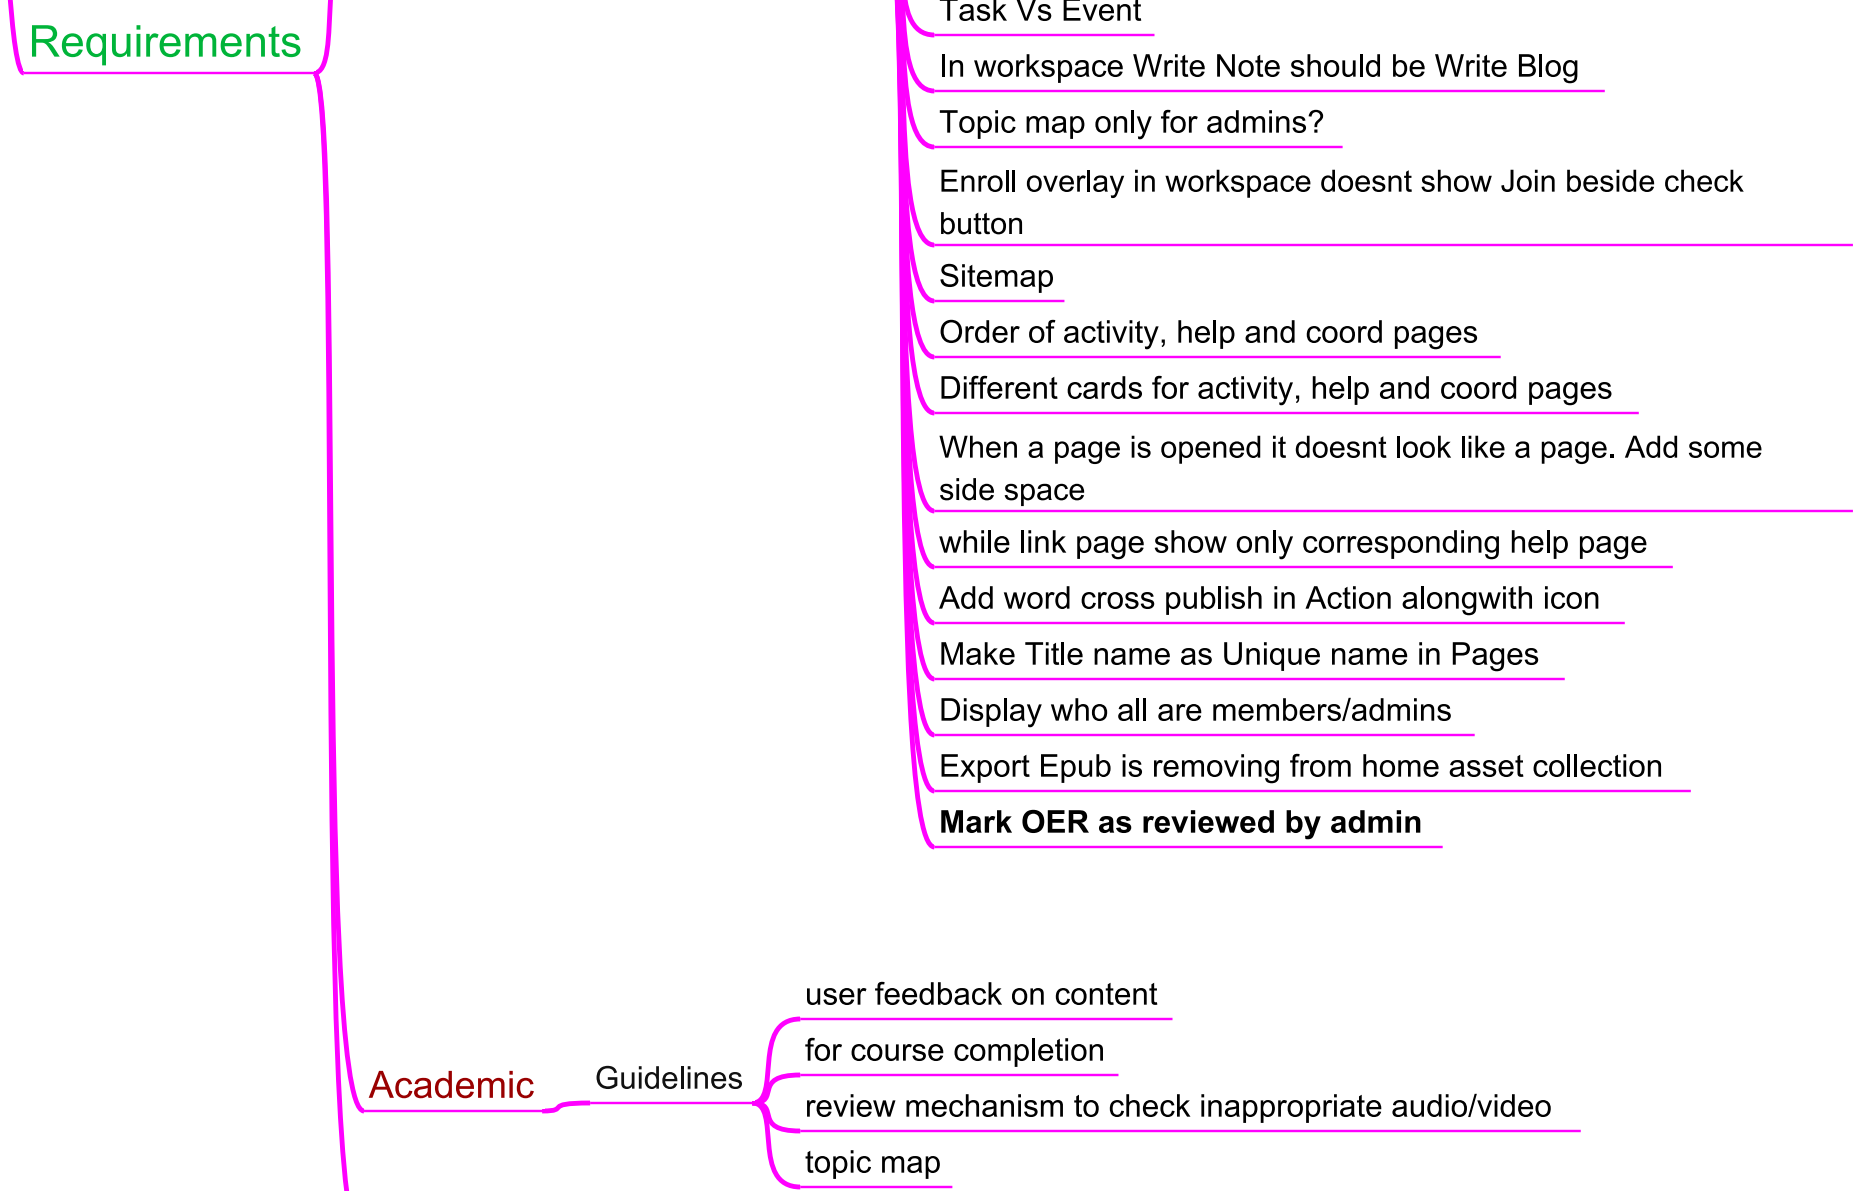 Requirements
Task Vs Event
In workspace Write Note should be Write Blog
Topic map only for admins?
Enroll overlay in workspace doesnt show Join beside check
button
Sitemap
Order of activity, help and coord pages
Different cards for activity, help and coord pages
When a page is opened it doesnt look like a page. Add some
side space
while link page show only corresponding help page
Add word cross publish in Action alongwith icon
Make Title name as Unique name in Pages
Display who all are members/admins
Export Epub is removing from home asset collection
Mark OER as reviewed by admin
Academic
Guidelines
user feedback on content
for course completion
review mechanism to check inappropriate audio/video
topic map